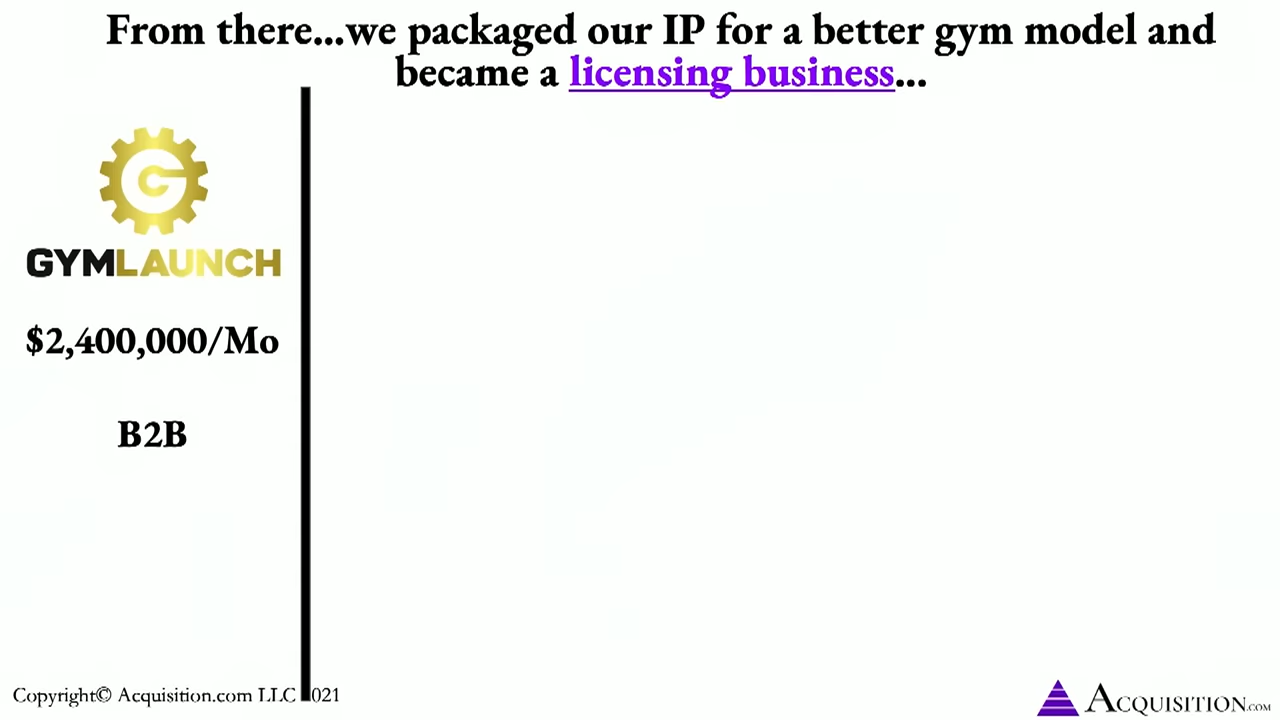 From there...we packaged our IP for a better gym model and
became a licensing business...
GYMLAUNCH
$2,400,000/Mo
B2B
Copyright© Acquisition.com LLC 021
ACQUISITION.COM